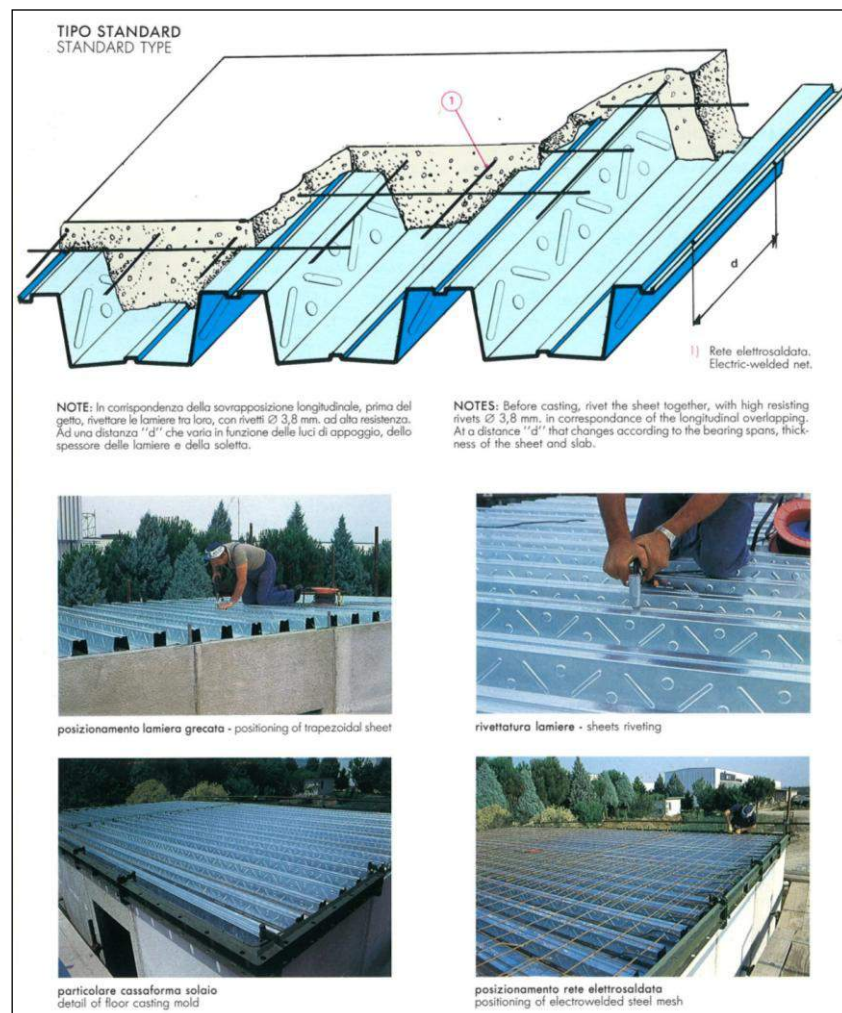 TIPO STANDARD
STANDARD TYPE
1
d
1) Rete elettrosaldata.
Electric-welded net.
NOTE: In corrispondenza della sovrapposizione longitudinale, prima del
getto, rivettare le lamiere tra loro, con rivetti Ø 3,8 mm. ad alta resistenza.
Ad una distanza ''d'' che varia in funzione delle luci di appoggio, dello
spessore delle lamiere e della soletta.
NOTES: Before casting, rivet the sheet together, with high resisting
rivets Ø 3,8 mm. in correspondance of the longitudinal overlapping.
At a distance ''d'' that changes according to the bearing spans, thick-
ness of the sheet and slab.
posizionamento lamiera grecata - positioning of trapezoidal sheet
rivettatura lamiere - sheets riveting
particolare cassaforma solaio
detail of floor casting mold
posizionamento rete elettrosaldata
positioning of electrowelded steel mesh